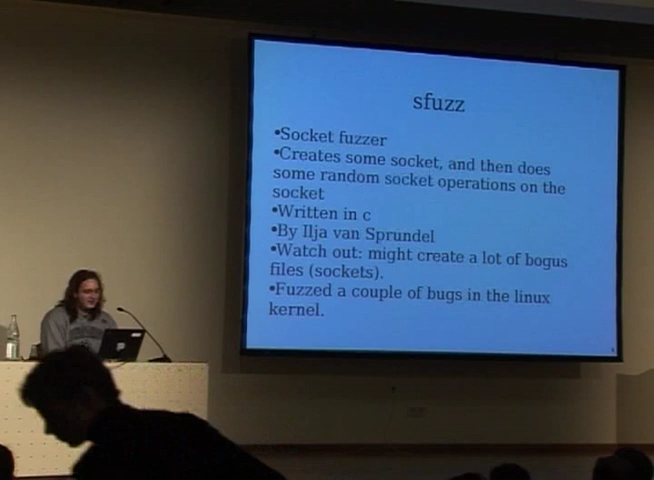 sfuzz
•Socket fuzzer
•Creates some socket, and then does
some random socket operations on the
socket
•Written in c
•By Ilja van Sprundel
•Watch out: might create a lot of bogus
files (sockets).
•Fuzzed a couple of bugs in the linux
kernel.